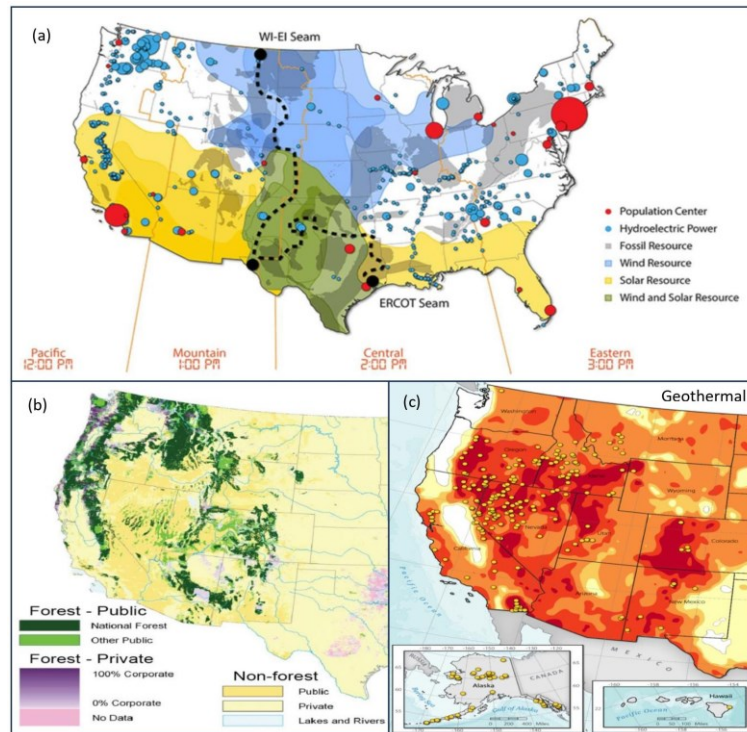 (a)
WI-EI Seam
Population Center
Hydroelectric Power
Fossil Resource
Wind Resource
Solar Resource
Wind and Solar Resource
ERCOT Seam
Pacific
12:00 PM
Mountain
1:00 PM
Central
2:00 PM
Eastern
3:00 PM
(b)
Forest - Public
National Forest
Other Public
Forest - Private
100% Corporate
0% Corporate
No Data
Non-forest
Public
Private
Lakes and Rivers
(c)
Geothermal
Washington
Oregon
Montana
Wyoming
Nevada
California
Colorado
Arizona
New Mexico
Pacific Ocean
MEXICO
CANADA
Alaska
Gulf of Alaska
Hawaii
Pacific Ocean